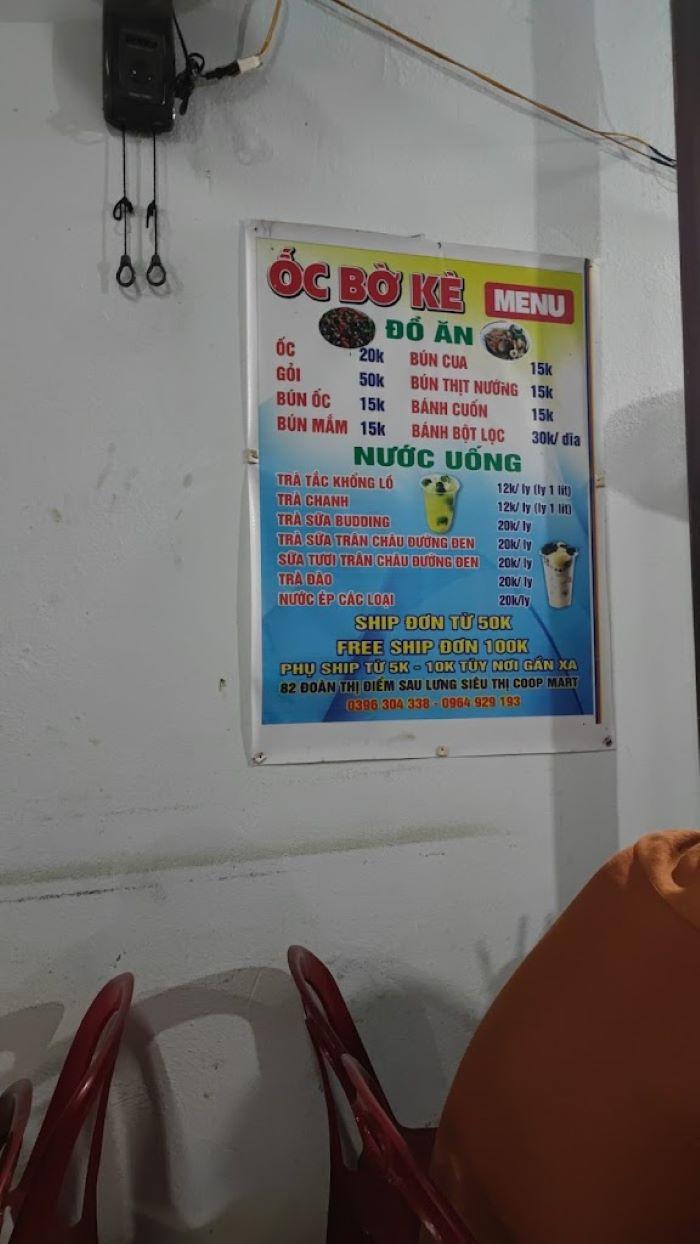 ỐC BỜ KÈ MENU
ĐỒ ĂN
ỐC 20k BÚN CUA 15k
GỎI 50k BÚN THỊT NƯỚNG 15k
BÚN ỐC 15k BÁNH CUỐN 15k
BÚN MẮM 15k BÁNH BỘT LỌC 30k/ dĩa
NƯỚC UỐNG
TRÀ TẮC KHỔNG LỒ 12k/ ly (ly 1 lít)
TRÀ CHANH 12k/ ly (ly 1 lít)
TRÀ SỮA BUDDING 20k/ ly
TRÀ SỮA TRÂN CHÂU ĐƯỜNG ĐEN 20k/ ly
SỮA TƯƠI TRÂN CHÂU ĐƯỜNG ĐEN 20k/ ly
TRÀ ĐÀO 20k/ ly
NƯỚC ÉP CÁC LOẠI 20k/ly
SHIP ĐƠN TỪ 50K
FREE SHIP ĐƠN 100K
PHỤ SHIP TỪ 5K - 10K TÙY NƠI GẦN XA
82 ĐOÀN THỊ ĐIỂM SAU LƯNG SIÊU THỊ COOP MART
0396 304 338 - 0964 929 193